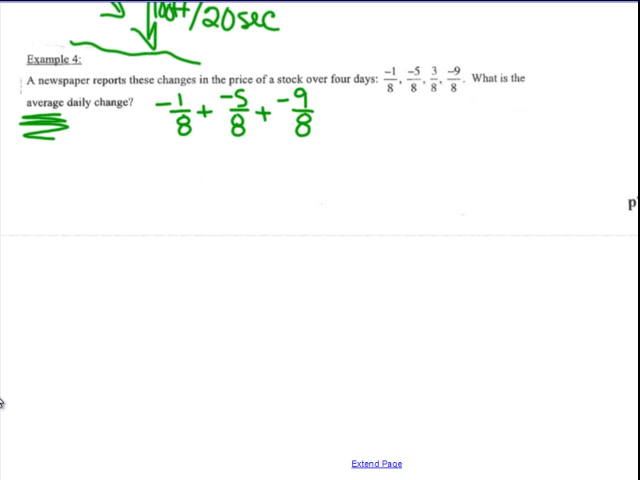 100ft/20sec
Example 4:
A newspaper reports these changes in the price of a stock over four days: -1/8, -5/8, 3/8, -9/8. What is the
average daily change? -1/8 + -5/8 + -9/8
Extend Page